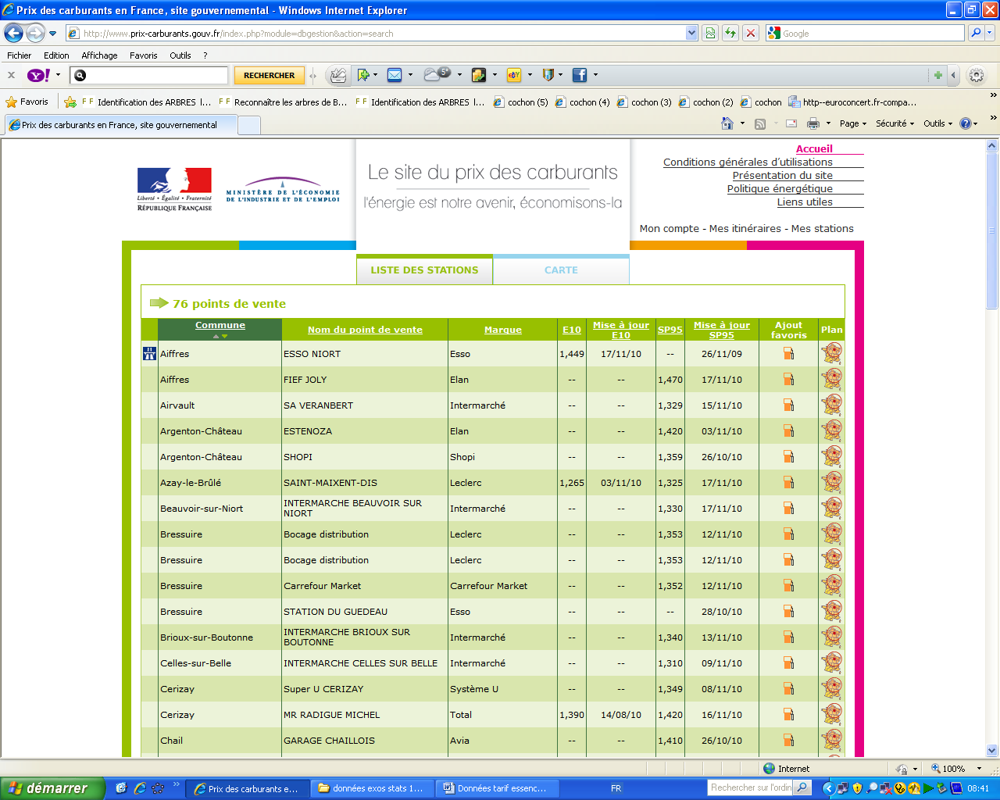 Prix des carburants en France, site gouvernemental - Windows Internet Explorer
http://www.prix-carburants.gouv.fr/index.php?module=dbgestion&action=search
Google
Fichier Edition Affichage Favoris Outils ?
x Y! RECHERCHER 5°
Favoris Identification des ARBRES l... Reconnaître les arbres de B... Identification des ARBRES l... cochon (5) cochon (4) cochon (3) cochon (2) cochon http--euroconcert.fr-compa... »
Prix des carburants en France, site gouvernemental
Page Sécurité Outils »
Liberté • Égalité • Fraternité
RÉPUBLIQUE FRANÇAISE
MINISTÈRE DE L'ÉCONOMIE
DE L'INDUSTRIE ET DE L'EMPLOI
Le site du prix des carburants
l'énergie est notre avenir, économisons-la
Accueil
Conditions générales d'utilisations
Présentation du site
Politique énergétique
Liens utiles
Mon compte - Mes itinéraires - Mes stations
LISTE DES STATIONS CARTE
76 points de vente
Commune Nom du point de vente Marque E10 Mise à jour E10 SP95 Mise à jour SP95 Ajout favoris Plan
Aiffres ESSO NIORT Esso 1,449 17/11/10 -- 26/11/09
Aiffres FIEF JOLY Elan -- -- 1,470 17/11/10
Airvault SA VERANBERT Intermarché -- -- 1,329 15/11/10
Argenton-Château ESTENOZA Elan -- -- 1,420 03/11/10
Argenton-Château SHOPI Shopi -- -- 1,359 26/10/10
Azay-le-Brûlé SAINT-MAIXENT-DIS Leclerc 1,265 03/11/10 1,325 17/11/10
Beauvoir-sur-Niort INTERMARCHE BEAUVOIR SUR NIORT Intermarché -- -- 1,330 17/11/10
Bressuire Bocage distribution Leclerc -- -- 1,353 12/11/10
Bressuire Bocage distribution Leclerc -- -- 1,353 12/11/10
Bressuire Carrefour Market Carrefour Market -- -- 1,352 12/11/10
Bressuire STATION DU GUEDEAU Esso -- -- -- 28/10/10
Brioux-sur-Boutonne INTERMARCHE BRIOUX SUR BOUTONNE Intermarché -- -- 1,340 13/11/10
Celles-sur-Belle INTERMARCHE CELLES SUR BELLE Intermarché -- -- 1,310 09/11/10
Cerizay Super U CERIZAY Système U -- -- 1,349 08/11/10
Cerizay MR RADIGUE MICHEL Total 1,390 14/08/10 1,420 16/11/10
Chail GARAGE CHAILLOIS Avia -- -- 1,410 26/10/10
Internet 100%
démarrer » Prix des carburants e... données exos stats 1... Données tarif essenc... FR Rechercher sur l'ordin 08:41